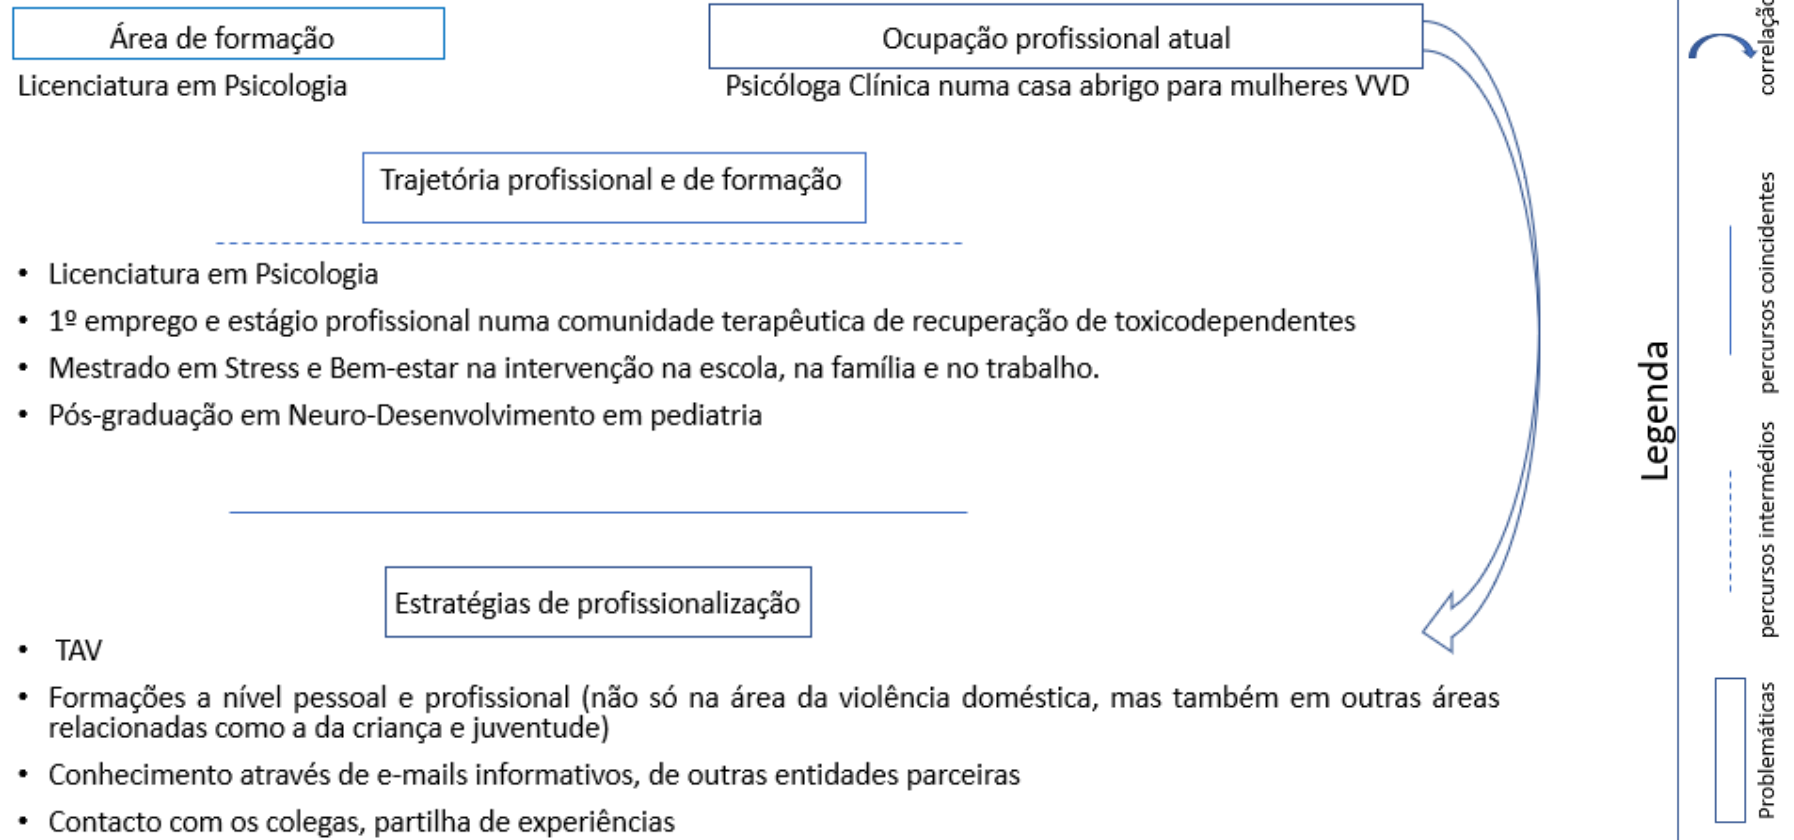 Área de formação
Ocupação profissional atual
Licenciatura em Psicologia
Psicóloga Clínica numa casa abrigo para mulheres VVD
Trajetória profissional e de formação
• Licenciatura em Psicologia
• 1º emprego e estágio profissional numa comunidade terapêutica de recuperação de toxicodependentes
• Mestrado em Stress e Bem-estar na intervenção na escola, na família e no trabalho.
• Pós-graduação em Neuro-Desenvolvimento em pediatria
Estratégias de profissionalização
• TAV
• Formações a nível pessoal e profissional (não só na área da violência doméstica, mas também em outras áreas
relacionadas como a da criança e juventude)
• Conhecimento através de e-mails informativos, de outras entidades parceiras
• Contacto com os colegas, partilha de experiências
Legenda
correlação
percursos coincidentes
percursos intermédios
Problemáticas